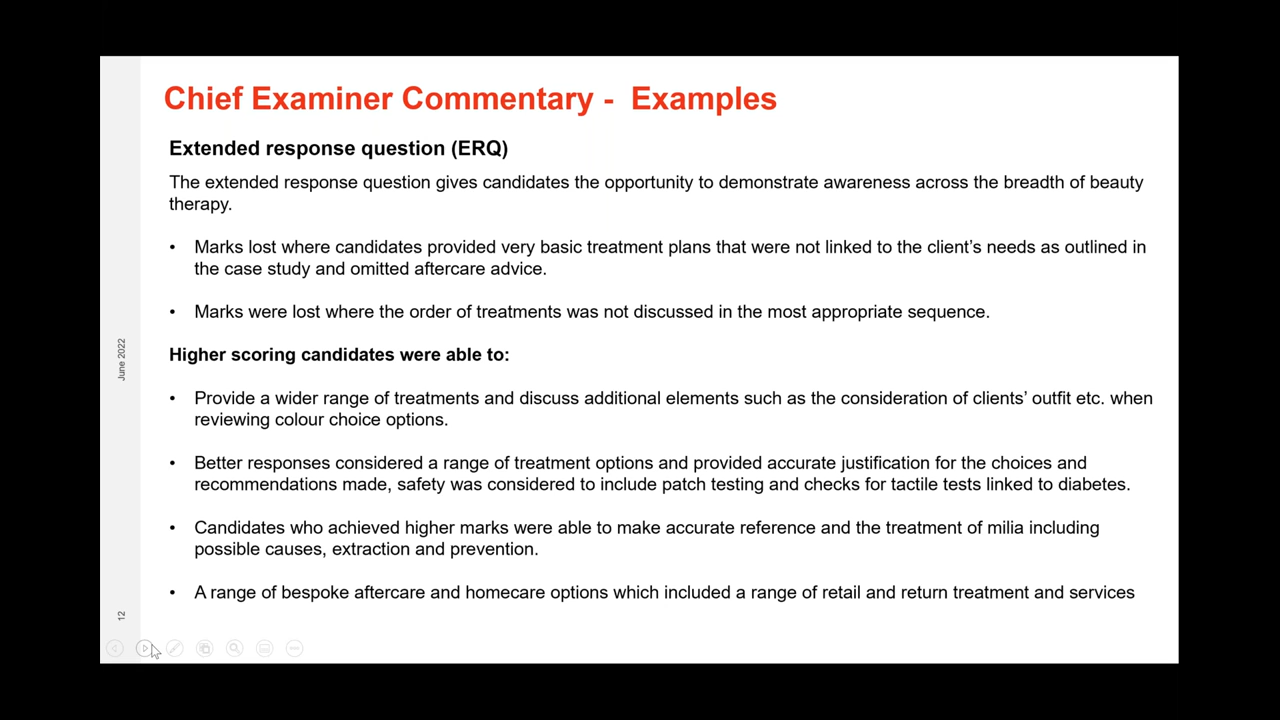 Chief Examiner Commentary -  Examples
Extended response question (ERQ)
The extended response question gives candidates the opportunity to demonstrate awareness across the breadth of beauty
therapy.
• Marks lost where candidates provided very basic treatment plans that were not linked to the client’s needs as outlined in
the case study and omitted aftercare advice.
• Marks were lost where the order of treatments was not discussed in the most appropriate sequence.
Higher scoring candidates were able to:
• Provide a wider range of treatments and discuss additional elements such as the consideration of clients’ outfit etc. when
reviewing colour choice options.
• Better responses considered a range of treatment options and provided accurate justification for the choices and
recommendations made, safety was considered to include patch testing and checks for tactile tests linked to diabetes.
• Candidates who achieved higher marks were able to make accurate reference and the treatment of milia including
possible causes, extraction and prevention.
• A range of bespoke aftercare and homecare options which included a range of retail and return treatment and services
June 2022
12